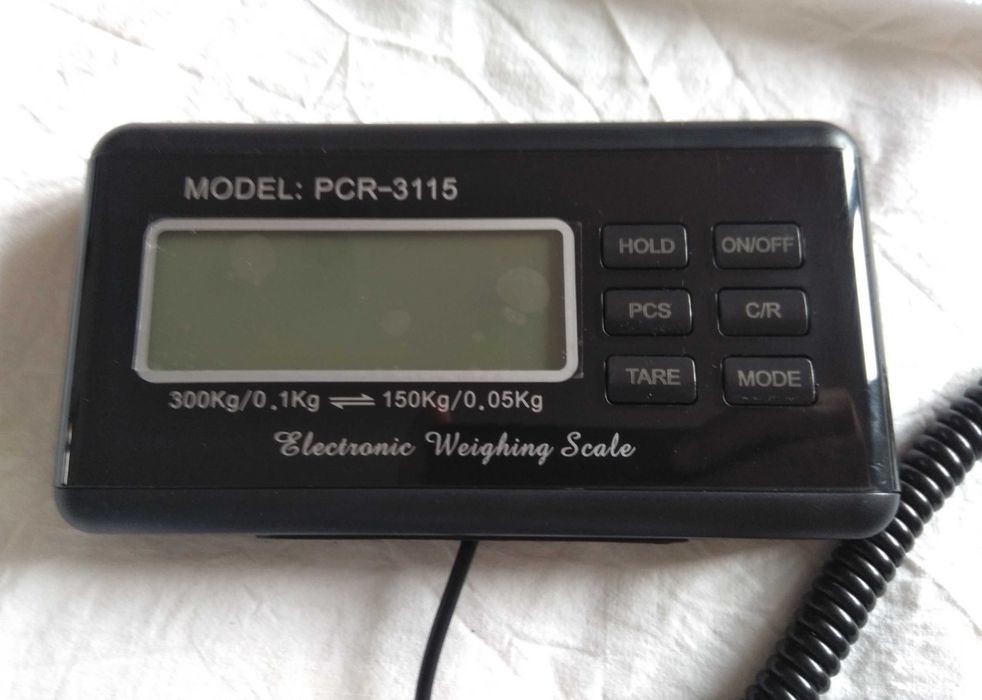 MODEL: PCR-3115
HOLD
ON/OFF
PCS
C/R
TARE
MODE
300Kg/0.1Kg ⇌ 150Kg/0.05Kg
Electronic Weighing Scale